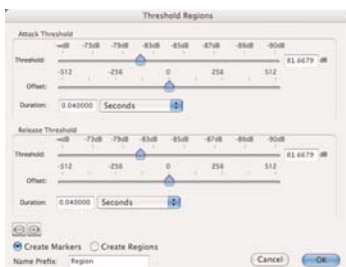 Threshold Regions
Attack Threshold
-∞dB -73dB -79dB -83dB -85dB -87dB -89dB -90dB
Threshold: 81.6679 dB
-512 -256 0 256 512
Offset:
Duration: 0.040000 Seconds
Release Threshold
-∞dB -73dB -79dB -83dB -85dB -87dB -89dB -90dB
Threshold: 81.6679 dB
-512 -256 0 256 512
Offset:
Duration: 0.040000 Seconds
Create Markers Create Regions
Name Prefix: Region Cancel OK